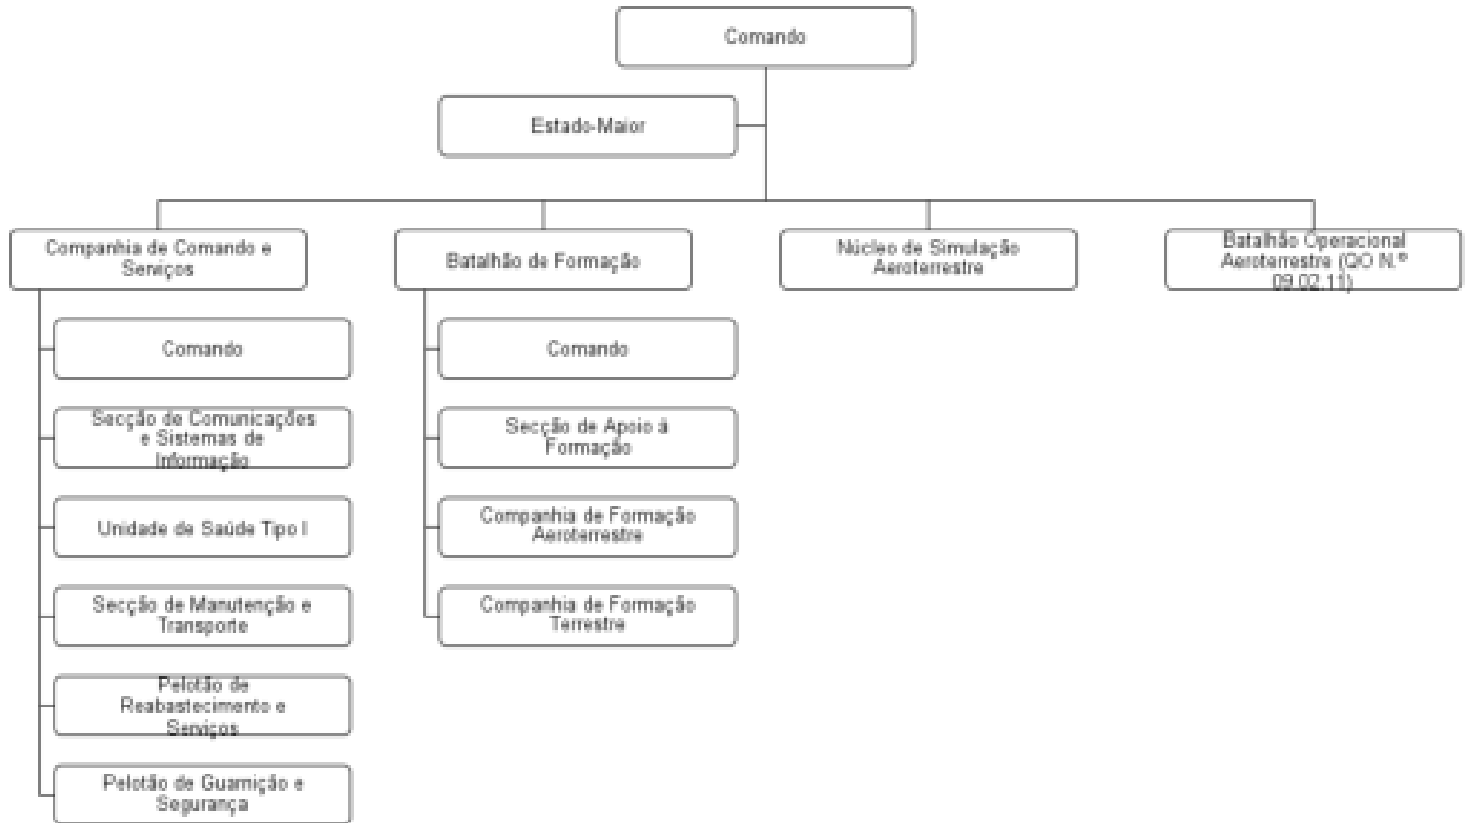 Comando
Estado-Maior
Companhia de Comando e
Serviços
Batalhão de Formação
Núcleo de Simulação
Aeroterrestre
Batalhão Operacional
Aeroterrestre (QO N.º
09.02.11)
Comando
Secção de Comunicações
e Sistemas de
Informação
Unidade de Saúde Tipo I
Secção de Manutenção e
Transporte
Pelotão de
Reabastecimento e
Serviços
Pelotão de Guarnição e
Segurança
Comando
Secção de Apoio à
Formação
Companhia de Formação
Aeroterrestre
Companhia de Formação
Terrestre